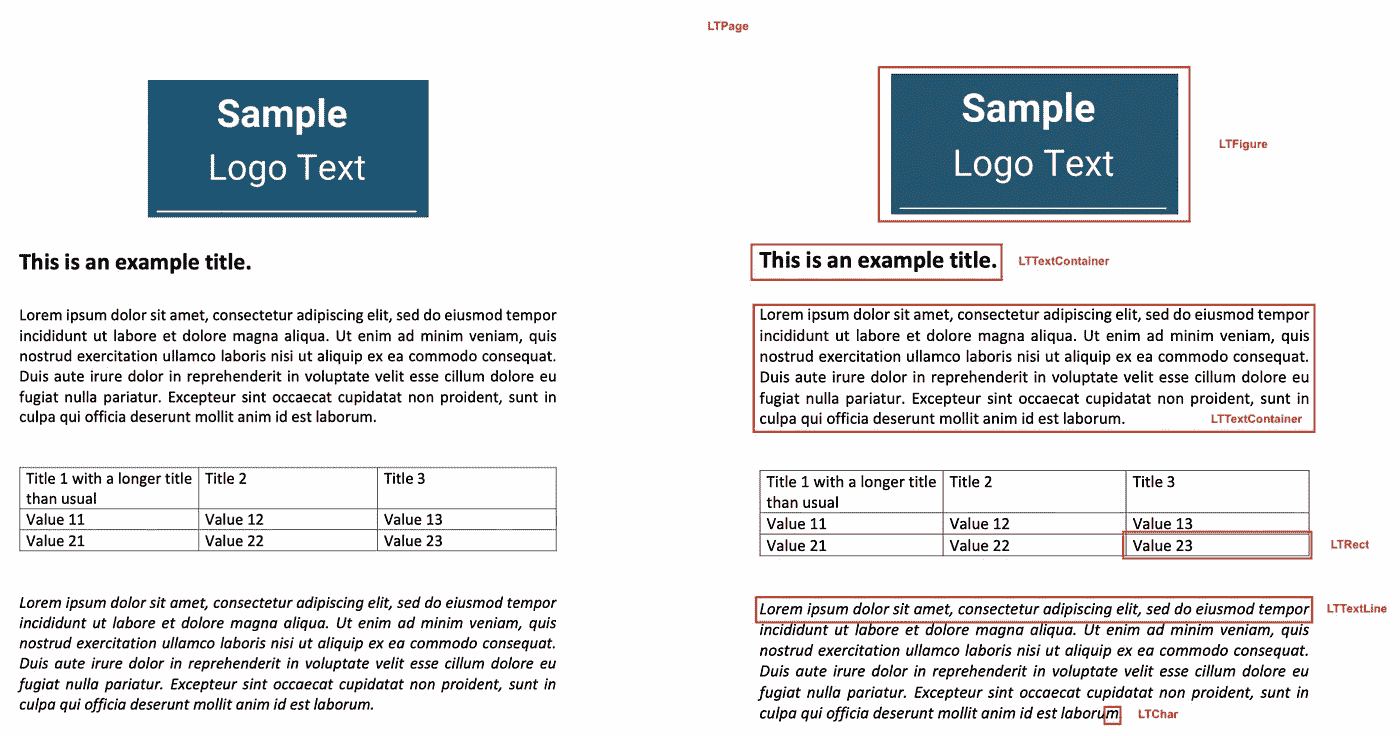 Sample
Logo Text
This is an example title.
Lorem ipsum dolor sit amet, consectetur adipiscing elit, sed do eiusmod tempor
incididunt ut labore et dolore magna aliqua. Ut enim ad minim veniam, quis
nostrud exercitation ullamco laboris nisi ut aliquip ex ea commodo consequat.
Duis aute irure dolor in reprehenderit in voluptate velit esse cillum dolore eu
fugiat nulla pariatur. Excepteur sint occaecat cupidatat non proident, sunt in
culpa qui officia deserunt mollit anim id est laborum.
Title 1 with a longer title than usual Title 2 Title 3
Value 11 Value 12 Value 13
Value 21 Value 22 Value 23
Lorem ipsum dolor sit amet, consectetur adipiscing elit, sed do eiusmod tempor
incididunt ut labore et dolore magna aliqua. Ut enim ad minim veniam, quis
nostrud exercitation ullamco laboris nisi ut aliquip ex ea commodo consequat.
Duis aute irure dolor in reprehenderit in voluptate velit esse cillum dolore eu
fugiat nulla pariatur. Excepteur sint occaecat cupidatat non proident, sunt in
culpa qui officia deserunt mollit anim id est laborum.
LTPage
Sample
Logo Text
LTFigure
This is an example title. LTTextContainer
Lorem ipsum dolor sit amet, consectetur adipiscing elit, sed do eiusmod tempor
incididunt ut labore et dolore magna aliqua. Ut enim ad minim veniam, quis
nostrud exercitation ullamco laboris nisi ut aliquip ex ea commodo consequat.
Duis aute irure dolor in reprehenderit in voluptate velit esse cillum dolore eu
fugiat nulla pariatur. Excepteur sint occaecat cupidatat non proident, sunt in
culpa qui officia deserunt mollit anim id est laborum. LTTextContainer
Title 1 with a longer title than usual Title 2 Title 3
Value 11 Value 12 Value 13
Value 21 Value 22 Value 23 LTRect
Lorem ipsum dolor sit amet, consectetur adipiscing elit, sed do eiusmod tempor LTTextLine
incididunt ut labore et dolore magna aliqua. Ut enim ad minim veniam, quis
nostrud exercitation ullamco laboris nisi ut aliquip ex ea commodo consequat.
Duis aute irure dolor in reprehenderit in voluptate velit esse cillum dolore eu
fugiat nulla pariatur. Excepteur sint occaecat cupidatat non proident, sunt in
culpa qui officia deserunt mollit anim id est laborum LTChar